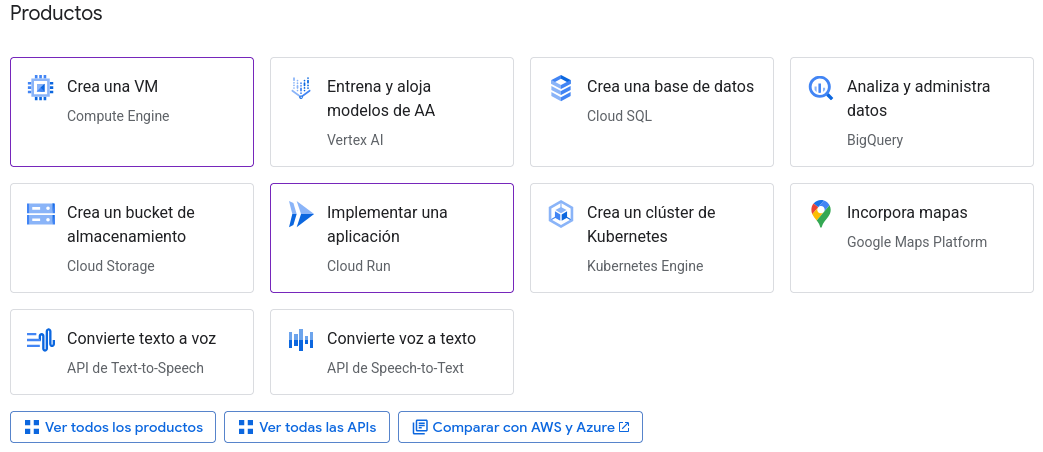 Productos
Crea una VM
Compute Engine
Entrena y aloja
modelos de AA
Vertex AI
Crea una base de datos
Cloud SQL
Analiza y administra
datos
BigQuery
Crea un bucket de
almacenamiento
Cloud Storage
Implementar una
aplicación
Cloud Run
Crea un clúster de
Kubernetes
Kubernetes Engine
Incorpora mapas
Google Maps Platform
Convierte texto a voz
API de Text-to-Speech
Convierte voz a texto
API de Speech-to-Text
Ver todos los productos
Ver todas las APIs
Comparar con AWS y Azure